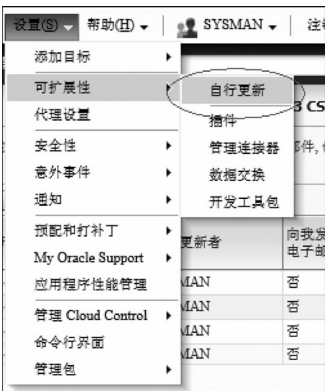 设置(S) 帮助(H) SYSMAN 注
添加目标
可扩展性
自行更新
代理设置
插件
3 CS
安全性
管理连接器
部件,
意外事件
数据交换
通知
开发工具包
预配和打补丁
更新者
向我发
电子邮
My Oracle Support
应用程序性能管理
MAN 否
管理 Cloud Control
MAN 否
命令行界面
MAN 否
管理包
MAN 否